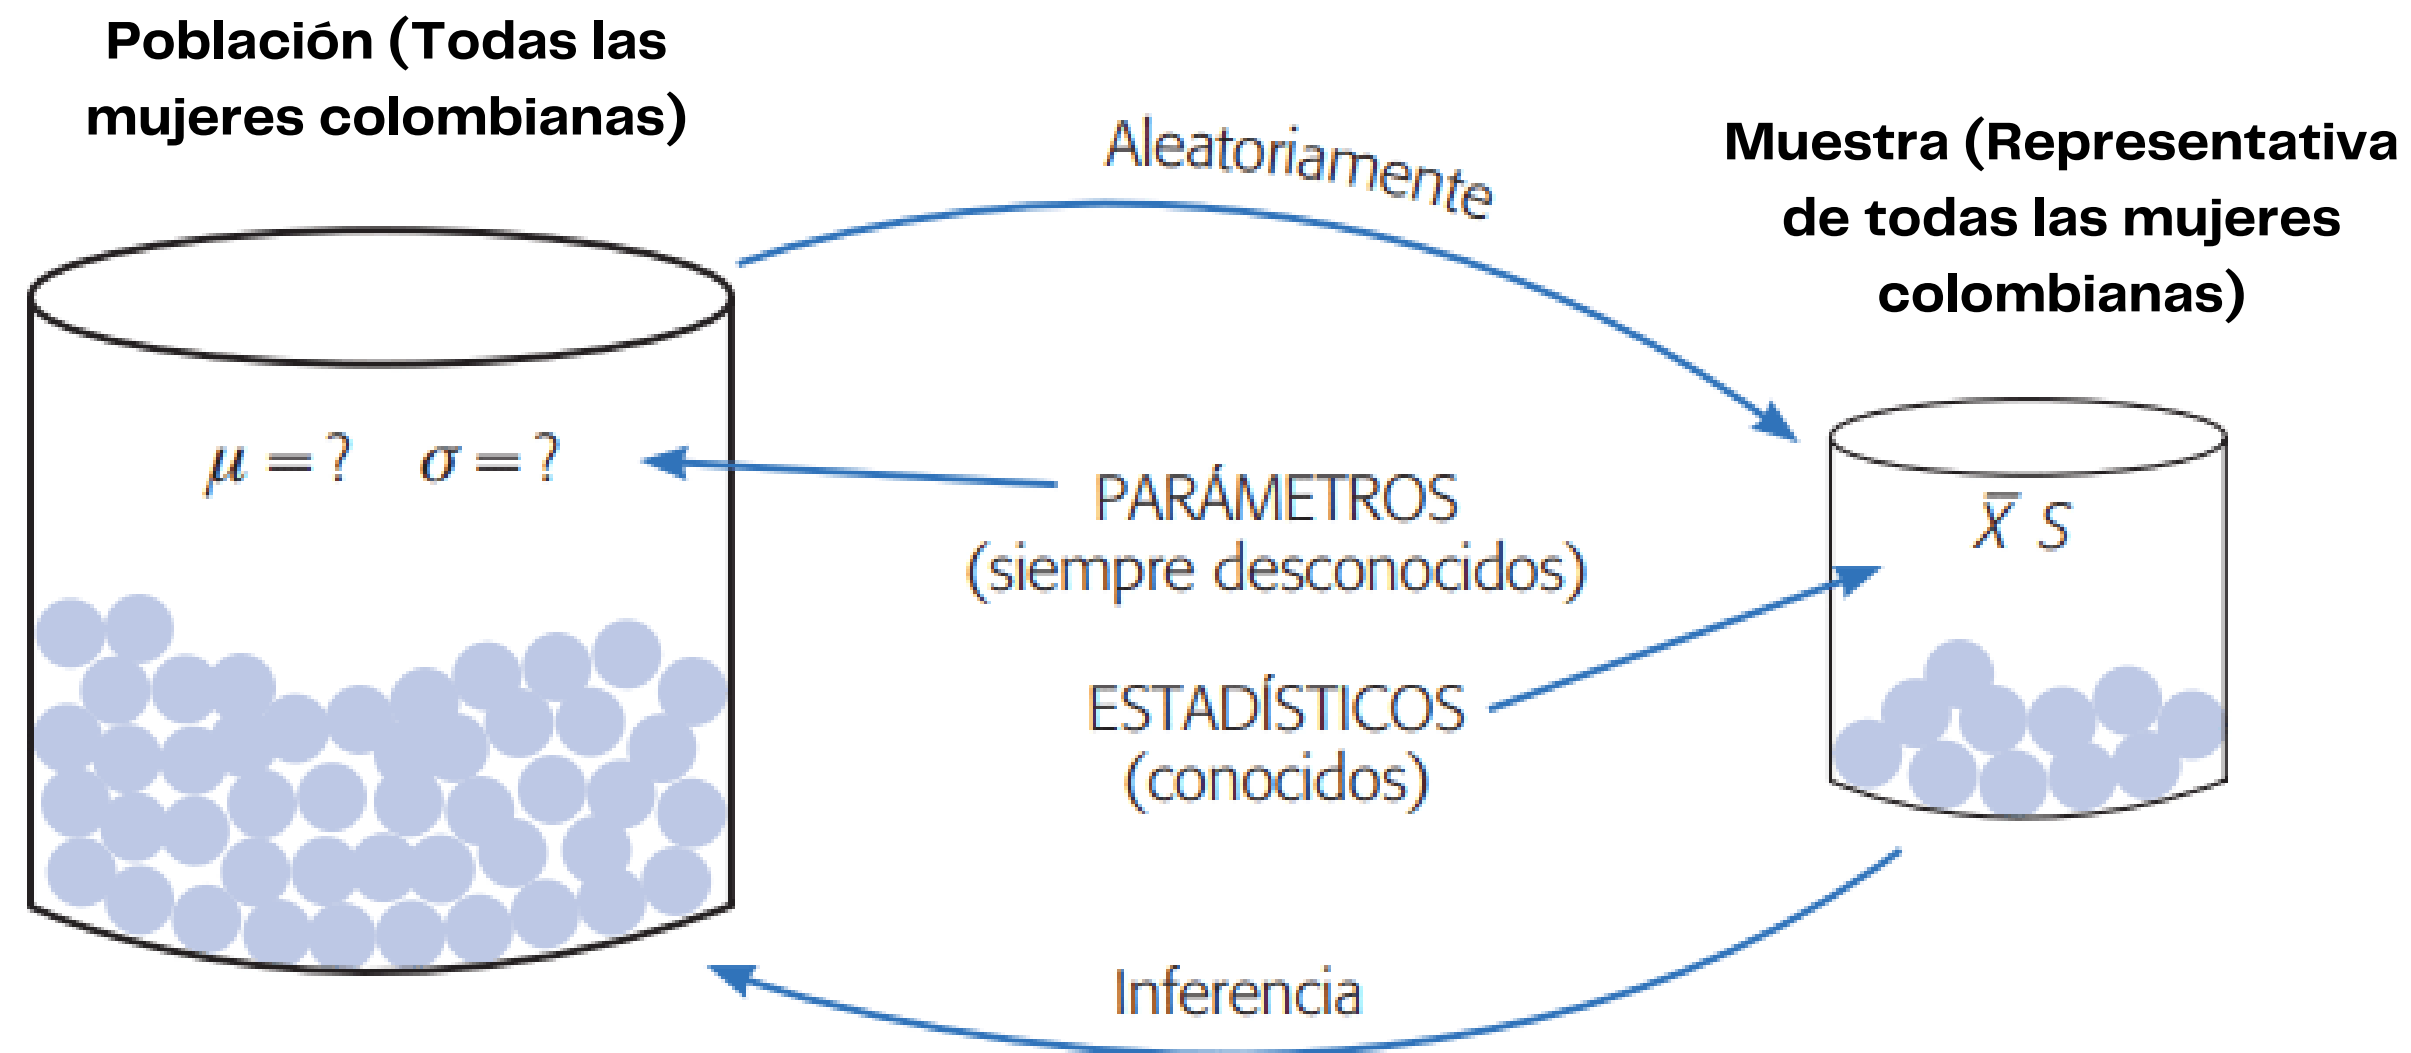 Población (Todas las
mujeres colombianas)
Aleatoriamente
Muestra (Representativa
de todas las mujeres
colombianas)
μ = ? σ = ?
PARÁMETROS
(siempre desconocidos)
X̅ S
ESTADÍSTICOS
(conocidos)
Inferencia